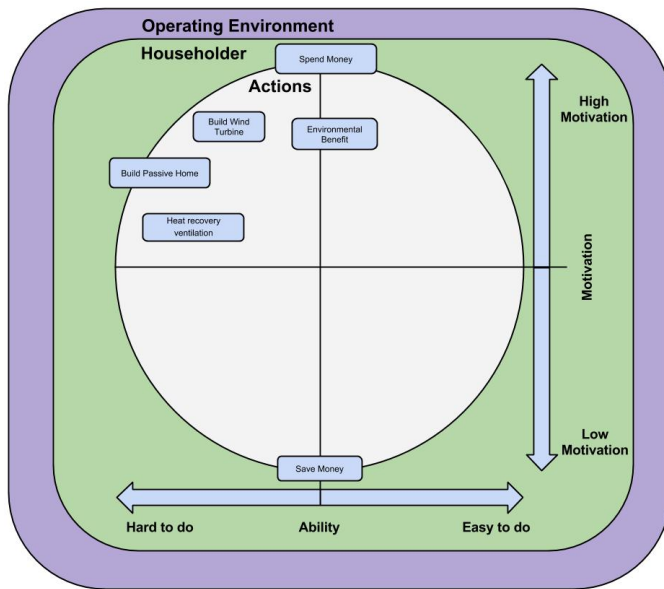 Operating Environment
Householder
Spend Money
Actions
High
Motivation
Build Wind
Turbine
Environmental
Benefit
Build Passive Home
Heat recovery
ventilation
Motivation
Low
Motivation
Save Money
Hard to do
Ability
Easy to do